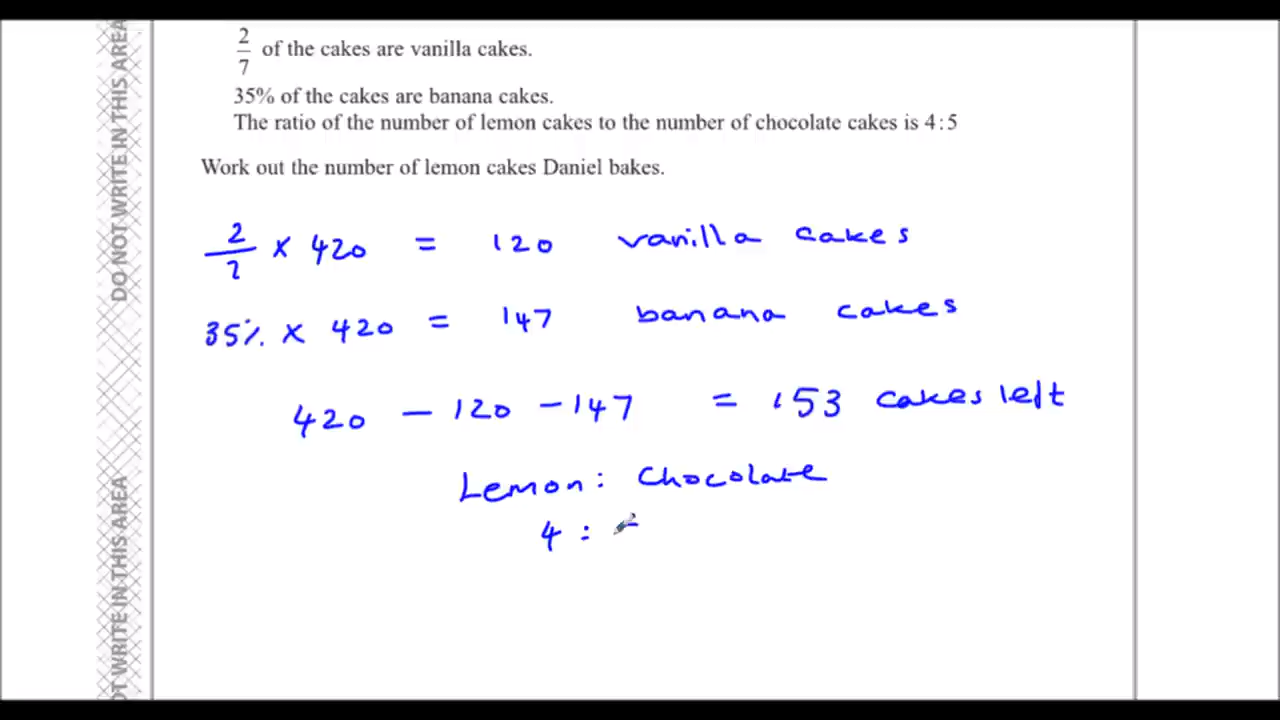 2/7 of the cakes are vanilla cakes.
35% of the cakes are banana cakes.
The ratio of the number of lemon cakes to the number of chocolate cakes is 4:5
Work out the number of lemon cakes Daniel bakes.
2/7 × 420 = 120 vanilla cakes
35% × 420 = 147 banana cakes
420 - 120 - 147 = 153 cakes left
Lemon: Chocolate
4 :
DO NOT WRITE IN THIS AREA
OT WRITE IN THIS AREA